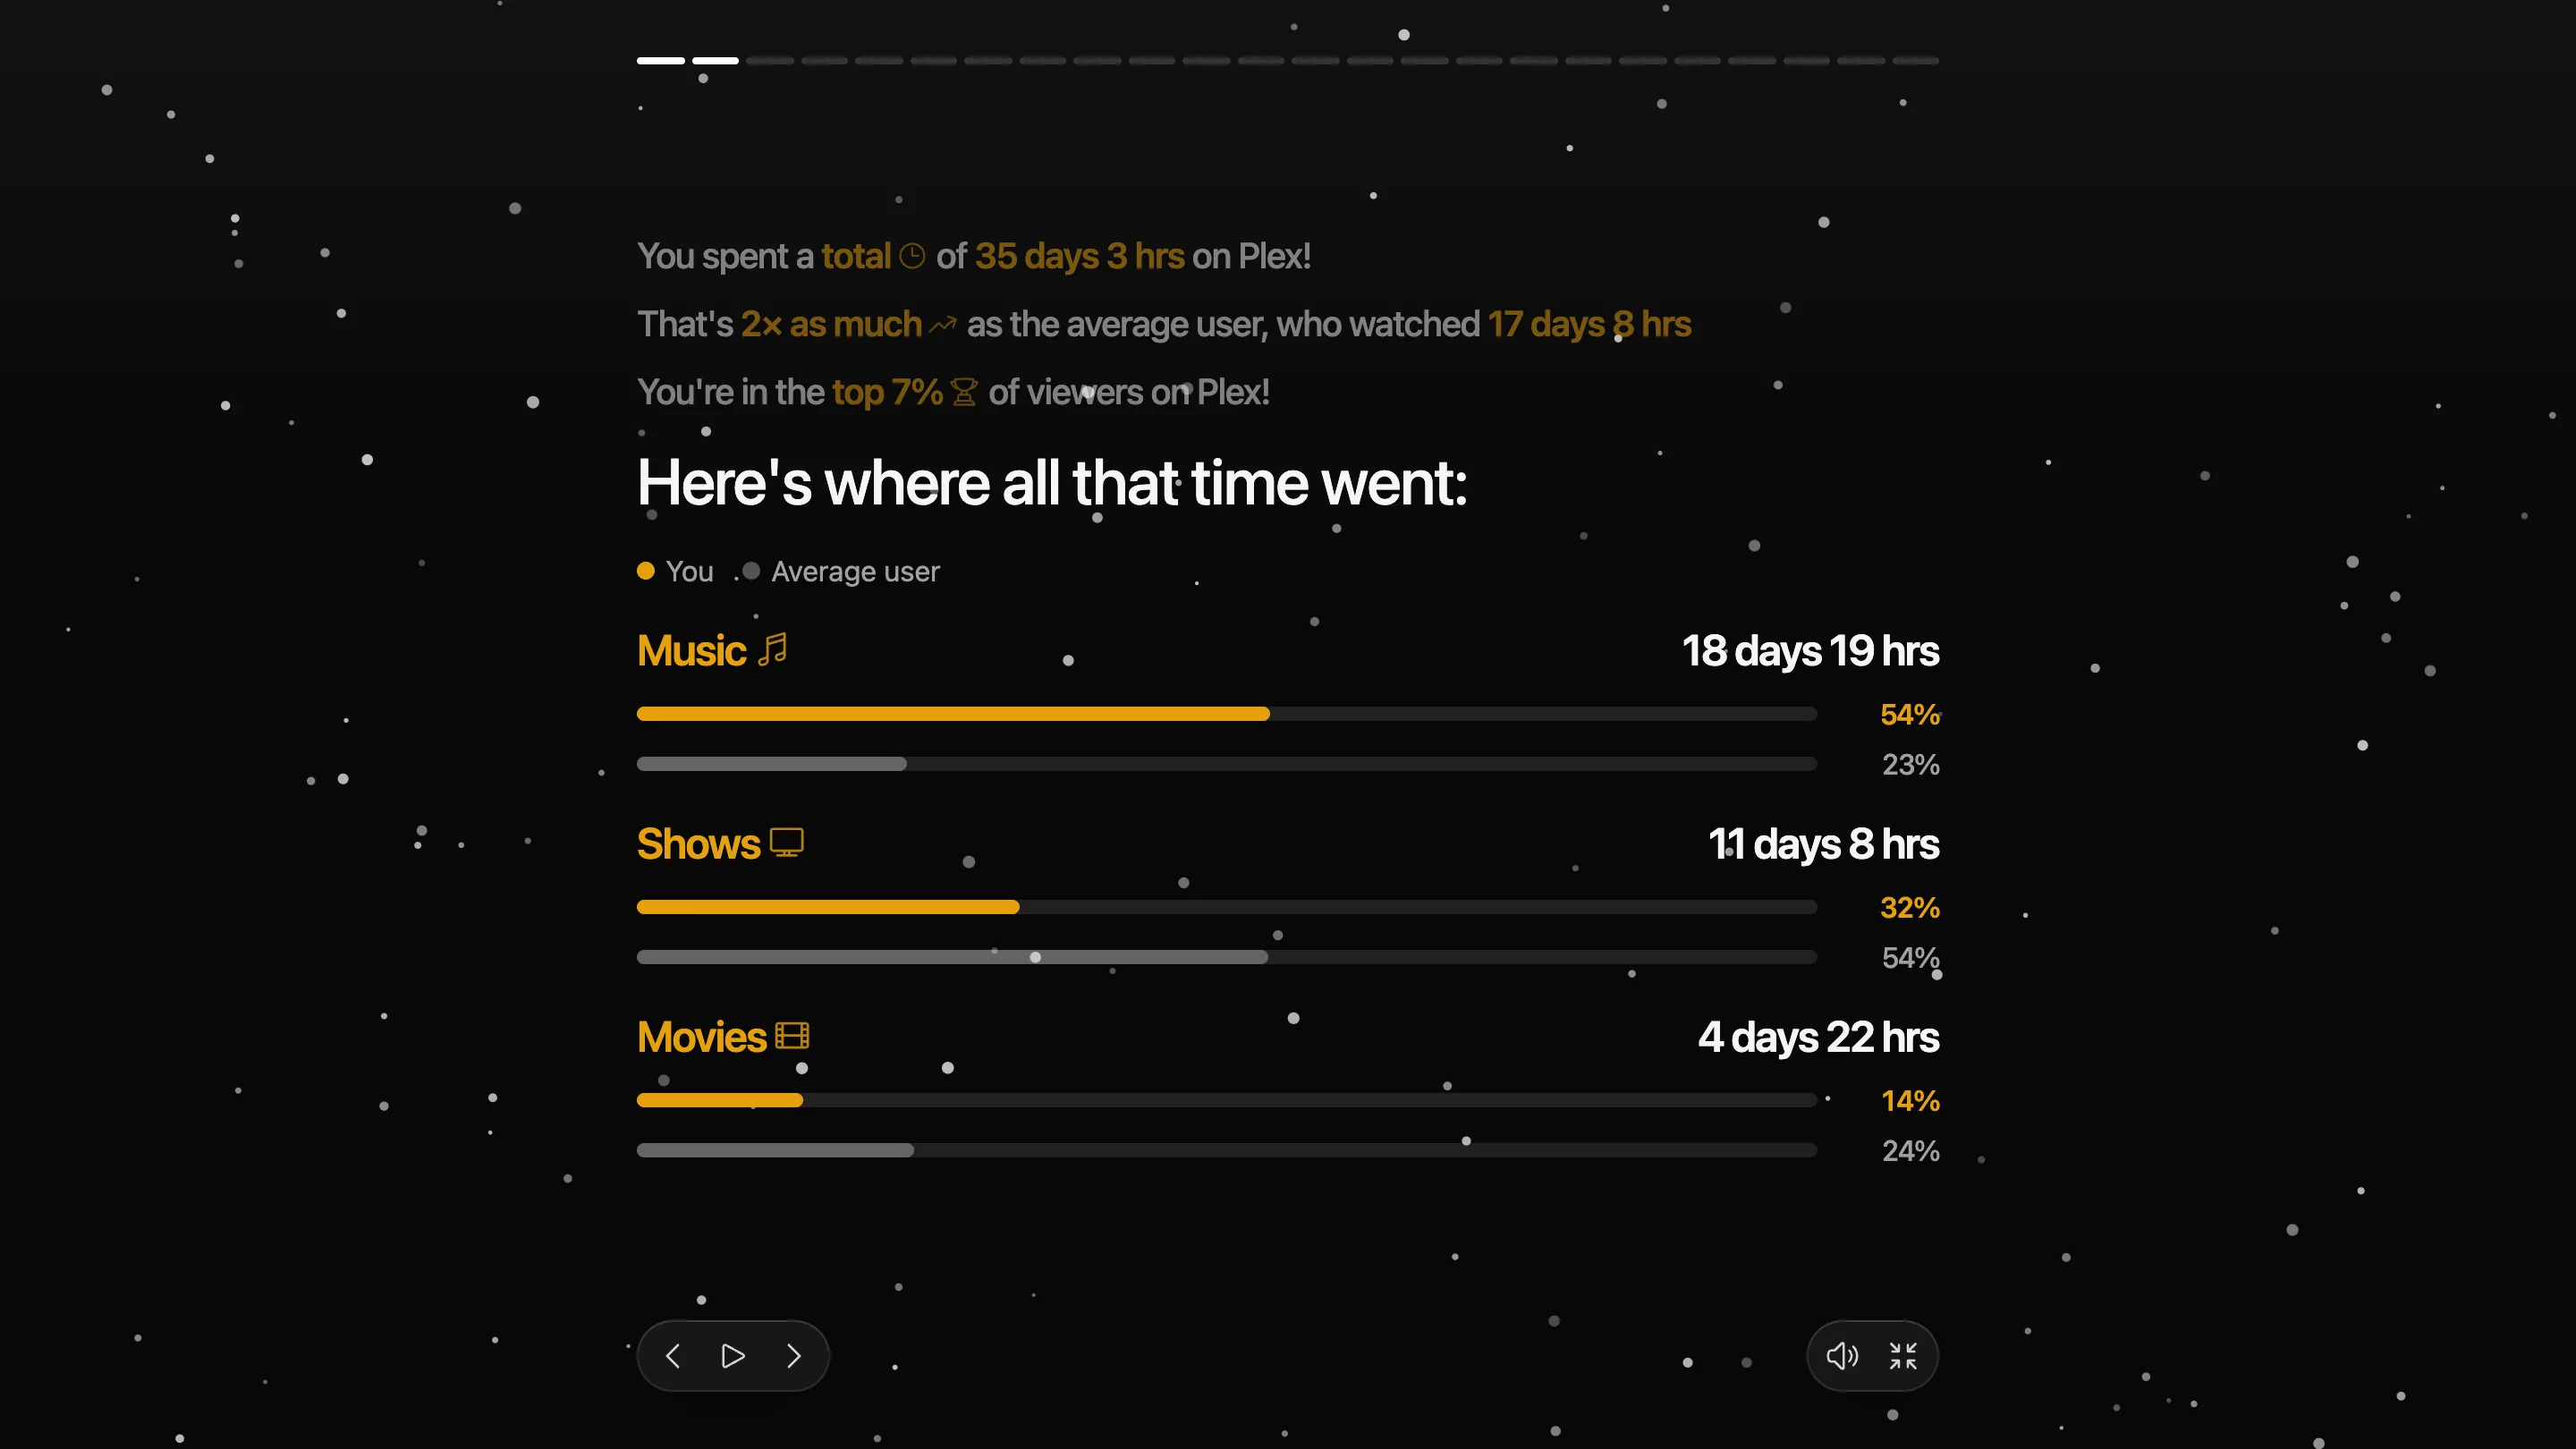 You spent a total of 35 days 3 hrs on Plex!
That's 2× as much as the average user, who watched 17 days 8 hrs
You're in the top 7% of viewers on Plex!
Here's where all that time went:
You Average user
Music 18 days 19 hrs
54%
23%
Shows 11 days 8 hrs
32%
54%
Movies 4 days 22 hrs
14%
24%